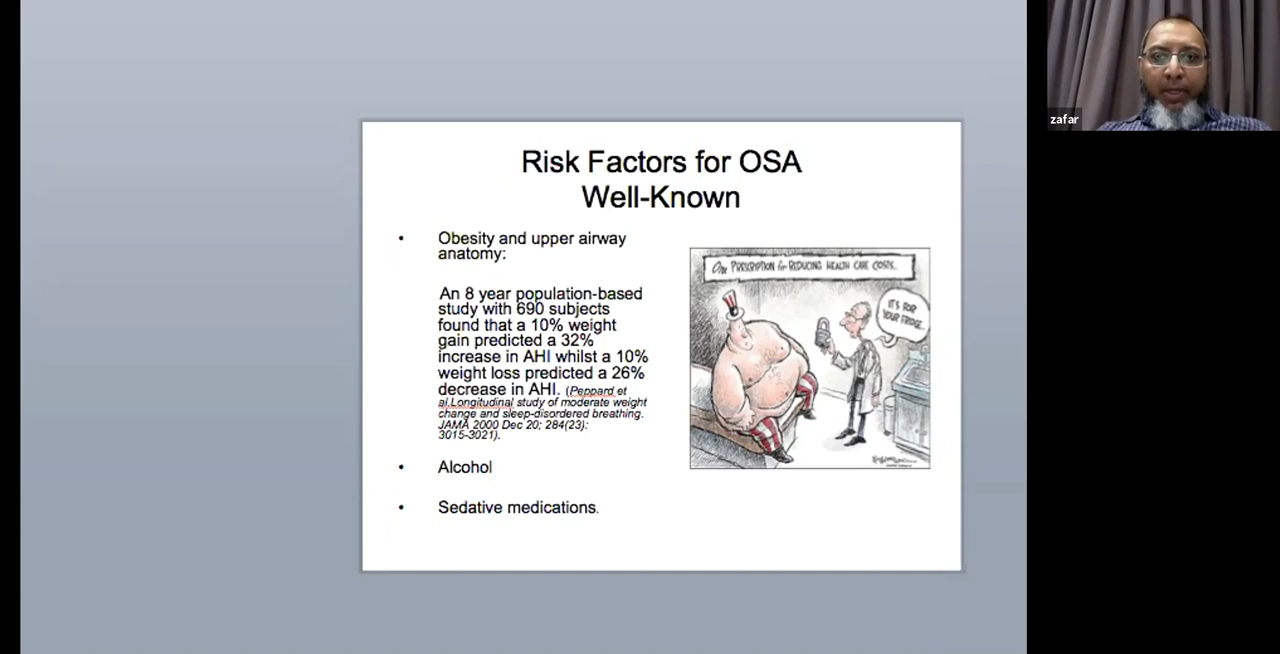 Risk Factors for OSA
Well-Known
• Obesity and upper airway
anatomy:
An 8 year population-based
study with 690 subjects
found that a 10% weight
gain predicted a 32%
increase in AHI whilst a 10%
weight loss predicted a 26%
decrease in AHI. (Peppard et
al.Longitudinal study of moderate weight
change and sleep-disordered breathing.
JAMA 2000 Dec 20; 284(23):
3015-3021).
• Alcohol
• Sedative medications.
One PRESCRIPTION for REDUCING HEALTH CARE COSTS.
IT'S FOR
YOUR FRIDGE.
zafar